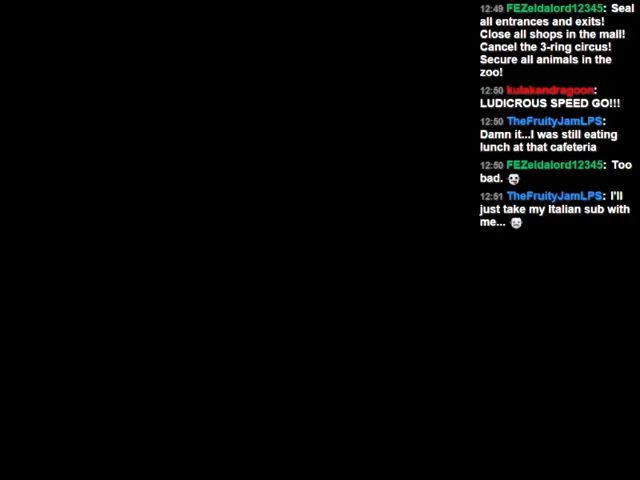 12:49 FEZeldalord12345: Seal
all entrances and exits!
Close all shops in the mall!
Cancel the 3-ring circus!
Secure all animals in the
zoo!
12:50 kulakandragoon:
LUDICROUS SPEED GO!!!
12:50 TheFruityJamLPS:
Damn it...I was still eating
lunch at that cafeteria
12:50 FEZeldalord12345: Too
bad.
12:51 TheFruityJamLPS: I'll
just take my Italian sub with
me...